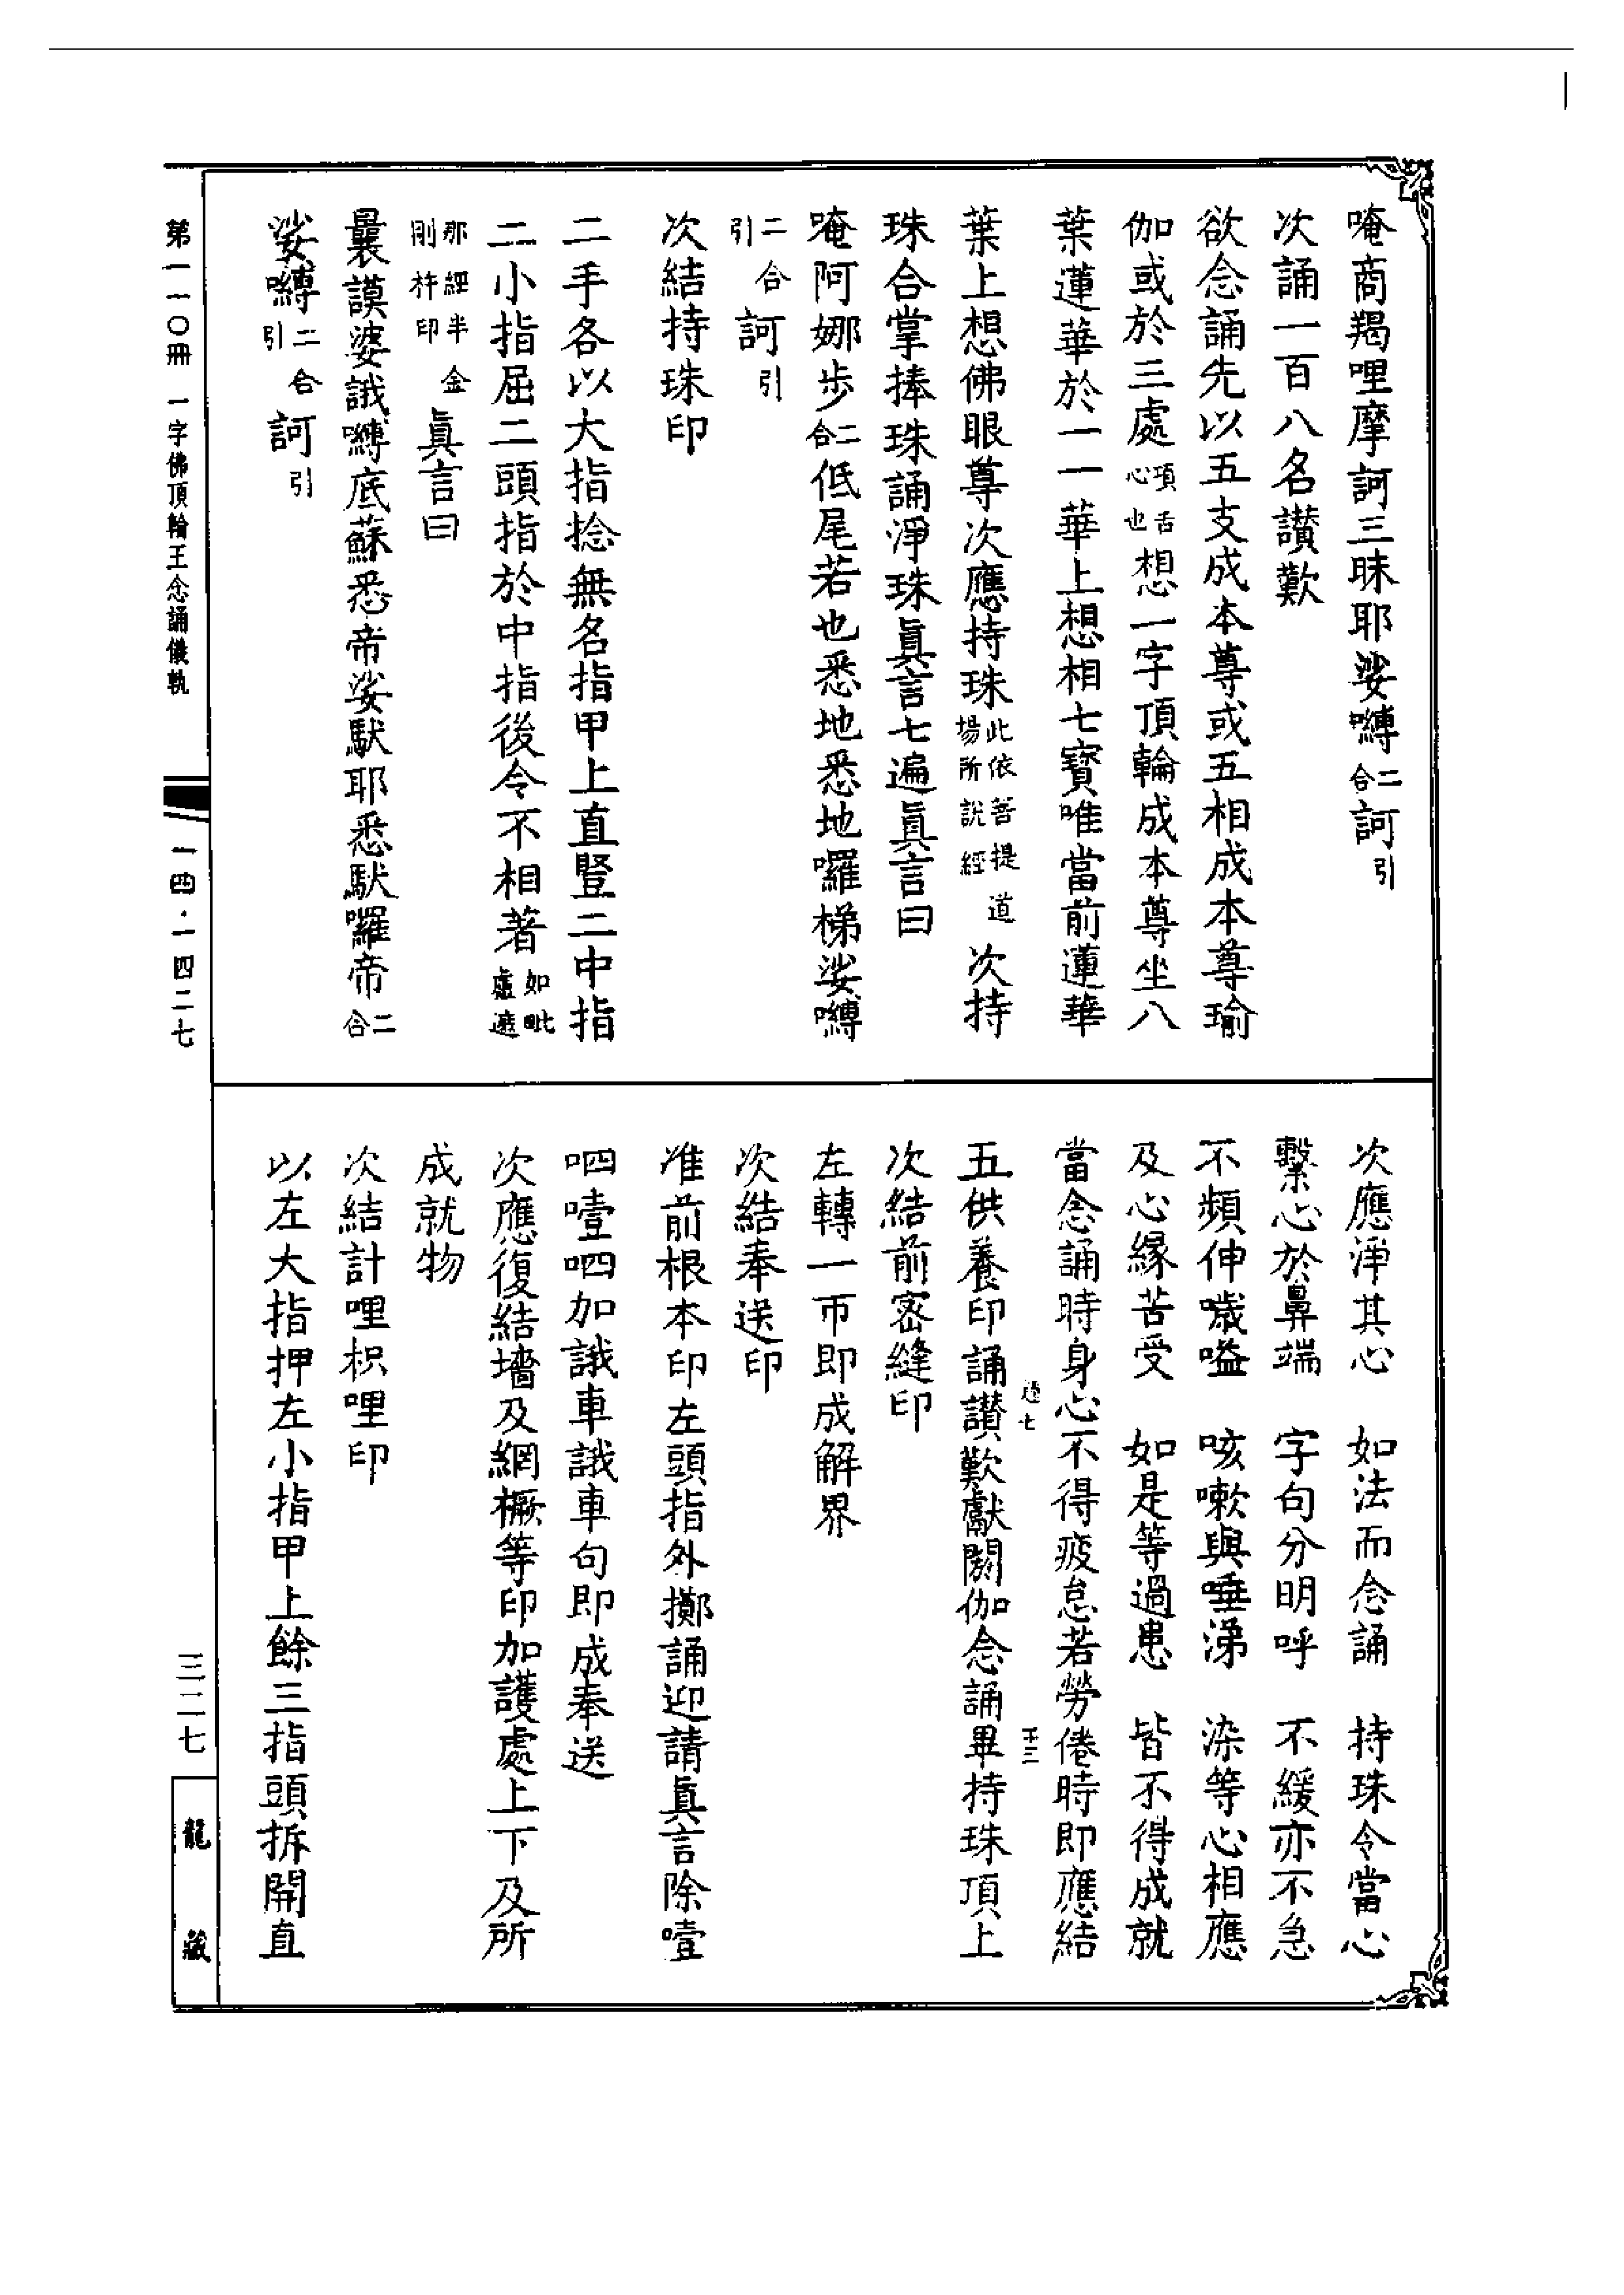 唵商羯哩摩訶三昧耶娑嚩二合訶引
次誦一百八名讃歎
欲念誦先以五支成本尊或五相成本尊瑜
伽或於三處項舌心也想一字頂輪成本尊坐八
葉蓮華於一一華上想相七寶唯當前蓮華
葉上想佛眼尊次應持珠此依菩提道場所說經次持
珠合掌捧珠誦淨珠眞言七遍眞言曰
唵阿娜步二合低尾若也悉地悉地囉梯娑嚩
二合引訶引
次結持珠印
二手各以大指捻無名指甲上直豎二中指
二小指屈二頭指於中指後令不相著如毗盧遮
那經半金剛杵印眞言曰
曩謨婆誐嚩底蘇悉帝娑馱耶悉馱囉帝二合
娑嚩二合引訶引
次應渾其心　如法而念誦　持珠令當心
繫心於鼻端　字句分明呼　不緩亦不急
不頻伸噦嗌　咳嗽與唾涕　染等心相應
及心緣苦受　如是等過患　皆不得成就
當念誦時身心不得疲怠若勞倦時即應結
五供養印誦讃歎獻閼伽念誦畢持珠頂上
次結前密縫印
左轉一帀即成解界
次結奉送印
准前根本印左頭指外擲誦迎請眞言除噎
呬噎呬加誐車誐車句即成奉送
次應復結墻及網橛等印加護處上下及所
成就物
次結計哩枳哩印
以左大指押左小指甲上餘三指頭拆開直
第一一〇冊　一字佛頂輪王念誦儀軌
一四·一四二七
三二七
龍藏